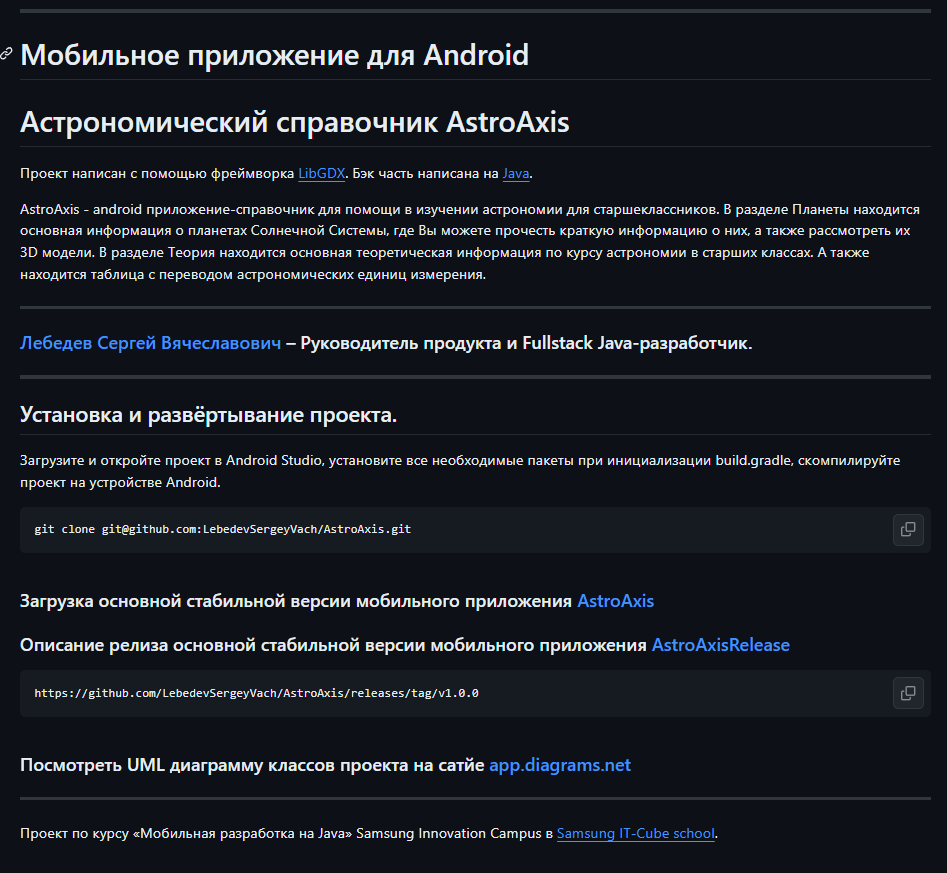 Мобильное приложение для Android
Астрономический справочник AstroAxis
Проект написан с помощью фреймворка LibGDX. Бэк часть написана на Java.
AstroAxis - android приложение-справочник для помощи в изучении астрономии для старшеклассников. В разделе Планеты находится
основная информация о планетах Солнечной Системы, где Вы можете прочесть краткую информацию о них, а также рассмотреть их
3D модели. В разделе Теория находится основная теоретическая информация по курсу астрономии в старших классах. А также
находится таблица с переводом астрономических единиц измерения.
Лебедев Сергей Вячеславович – Руководитель продукта и Fullstack Java-разработчик.
Установка и развёртывание проекта.
Загрузите и откройте проект в Android Studio, установите все необходимые пакеты при инициализации build.gradle, скомпилируйте
проект на устройстве Android.
git clone git@github.com:LebedevSergeyVach/AstroAxis.git
Загрузка основной стабильной версии мобильного приложения AstroAxis
Описание релиза основной стабильной версии мобильного приложения AstroAxisRelease
https://github.com/LebedevSergeyVach/AstroAxis/releases/tag/v1.0.0
Посмотреть UML диаграмму классов проекта на сатйе app.diagrams.net
Проект по курсу «Мобильная разработка на Java» Samsung Innovation Campus в Samsung IT-Cube school.